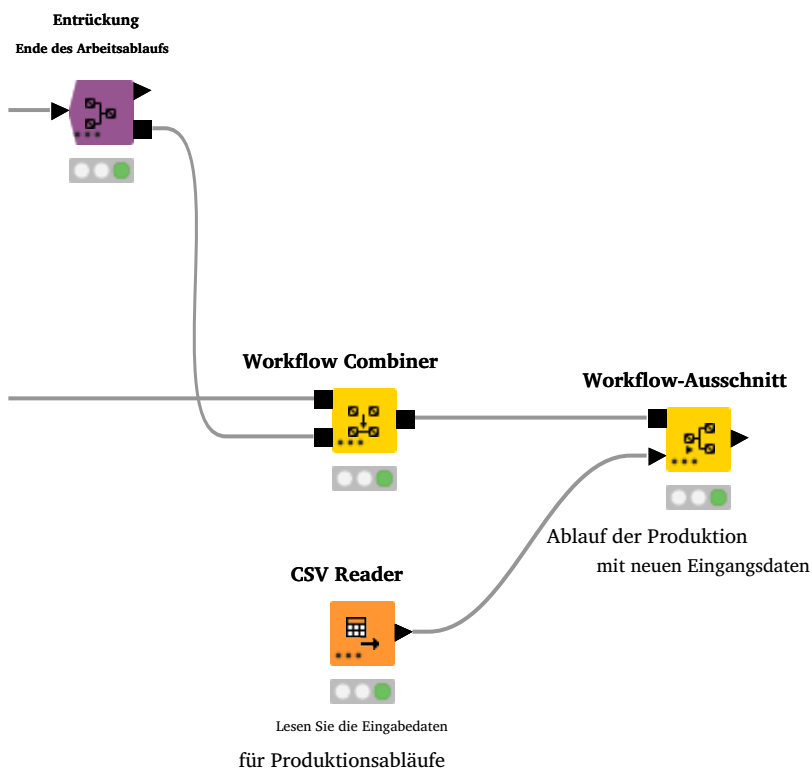 Entrückung
Ende des Arbeitsablaufs
Workflow Combiner
Workflow-Ausschnitt
Ablauf der Produktion
mit neuen Eingangsdaten
CSV Reader
Lesen Sie die Eingabedaten
für Produktionsabläufe